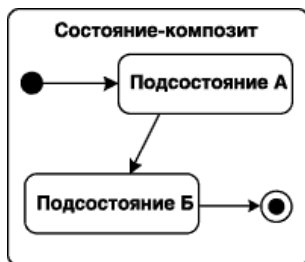 Состояние-композит
Подсостояние А
Подсостояние Б